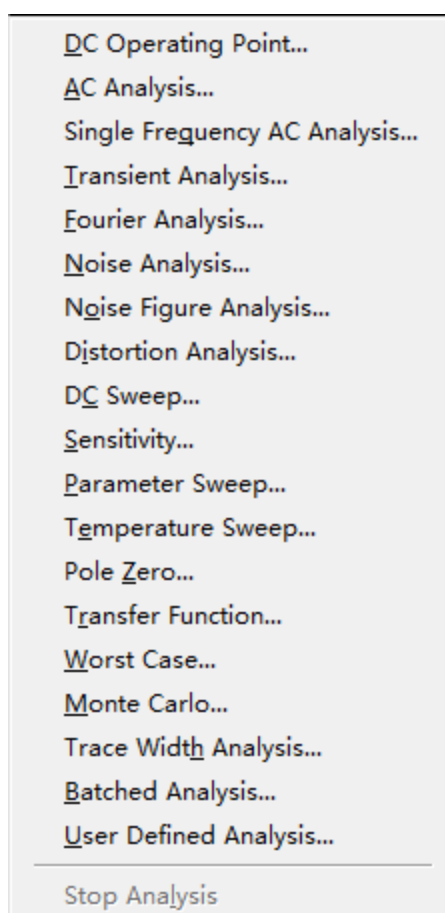 DC Operating Point...
AC Analysis...
Single Frequency AC Analysis...
Transient Analysis...
Fourier Analysis...
Noise Analysis...
Noise Figure Analysis...
Distortion Analysis...
DC Sweep...
Sensitivity...
Parameter Sweep...
Temperature Sweep...
Pole Zero...
Transfer Function...
Worst Case...
Monte Carlo...
Trace Width Analysis...
Batched Analysis...
User Defined Analysis...
Stop Analysis